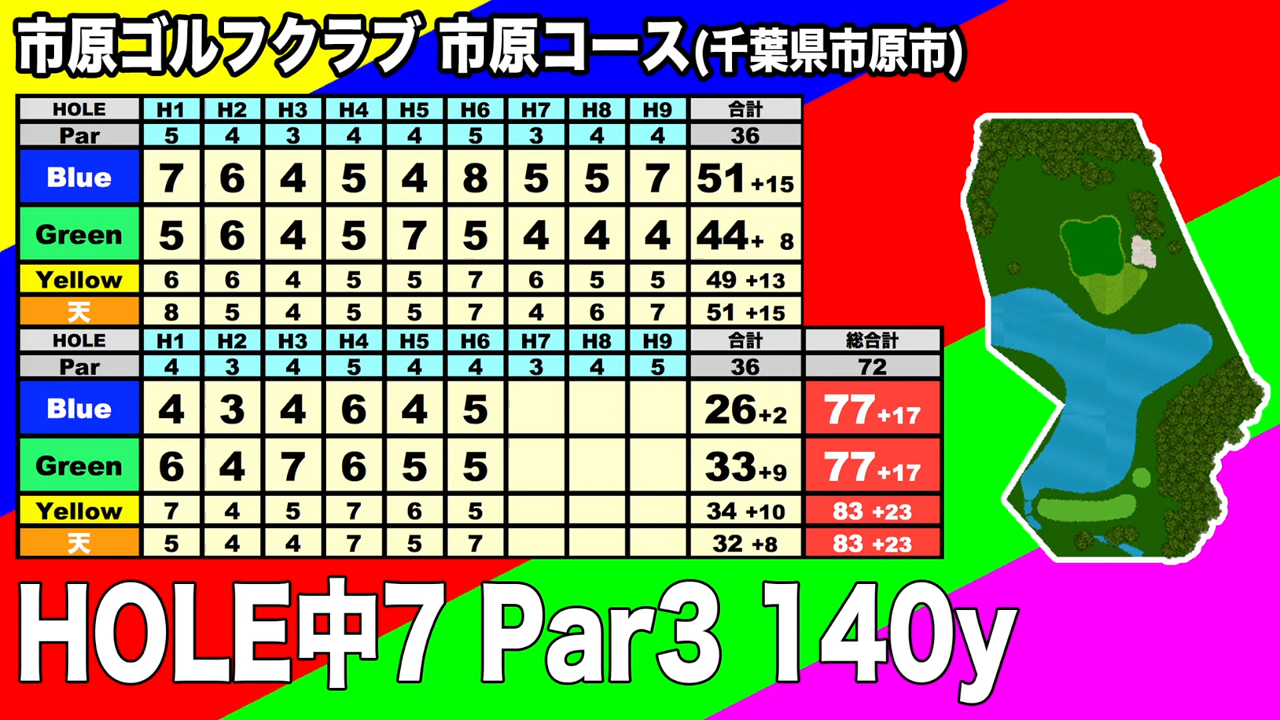 市原ゴルフクラブ 市原コース(千葉県市原市)
HOLE H1 H2 H3 H4 H5 H6 H7 H8 H9 合計
Par 5 4 3 4 4 5 3 4 4 36
Blue 7 6 4 5 4 8 5 5 7 51+15
Green 5 6 4 5 7 5 4 4 4 44+ 8
Yellow 6 6 4 5 5 7 6 5 5 49 +13
天 8 5 4 5 5 7 4 6 7 51 +15
HOLE H1 H2 H3 H4 H5 H6 H7 H8 H9 合計 総合計
Par 4 3 4 5 4 4 3 4 5 36 72
Blue 4 3 4 6 4 5 26+2 77+17
Green 6 4 7 6 5 5 33+9 77+17
Yellow 7 4 5 7 6 5 34 +10 83 +23
天 5 4 4 7 5 7 32 +8 83 +23
HOLE中7 Par3 140y